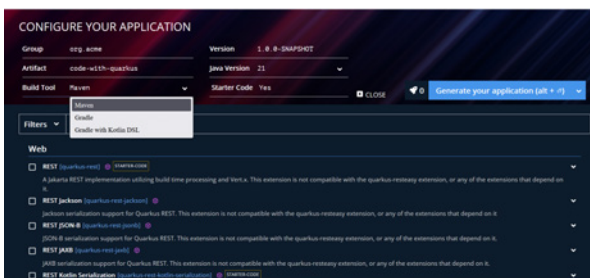 CONFIGURE YOUR APPLICATION
Group org.acme Version 1.0.0-SNAPSHOT
Artifact code-with-quarkus Java Version 21
Build Tool Maven Starter Code Yes CLOSE 0 Generate your application (alt + ⏎)
Maven
Gradle
Gradle with Kotlin DSL
Filters
Web
REST [quarkus-rest] STARTER-CODE
A Jakarta REST implementation utilizing build time processing and Vert.x. This extension is not compatible with the quarkus-resteasy extension, or any of the extensions that depend on
it.
REST Jackson [quarkus-rest-jackson]
Jackson serialization support for Quarkus REST. This extension is not compatible with the quarkus-resteasy extension, or any of the extensions that depend on it
REST JSON-B [quarkus-rest-jsonb]
JSON-B serialization support for Quarkus REST. This extension is not compatible with the quarkus-resteasy extension, or any of the extensions that depend on it.
REST JAXB [quarkus-rest-jaxb]
JAXB serialization support for Quarkus REST. This extension is not compatible with the quarkus-resteasy extension, or any of the extensions that depend on it.
REST Kotlin Serialization [quarkus-rest-kotlin-serialization] STARTER-CODE